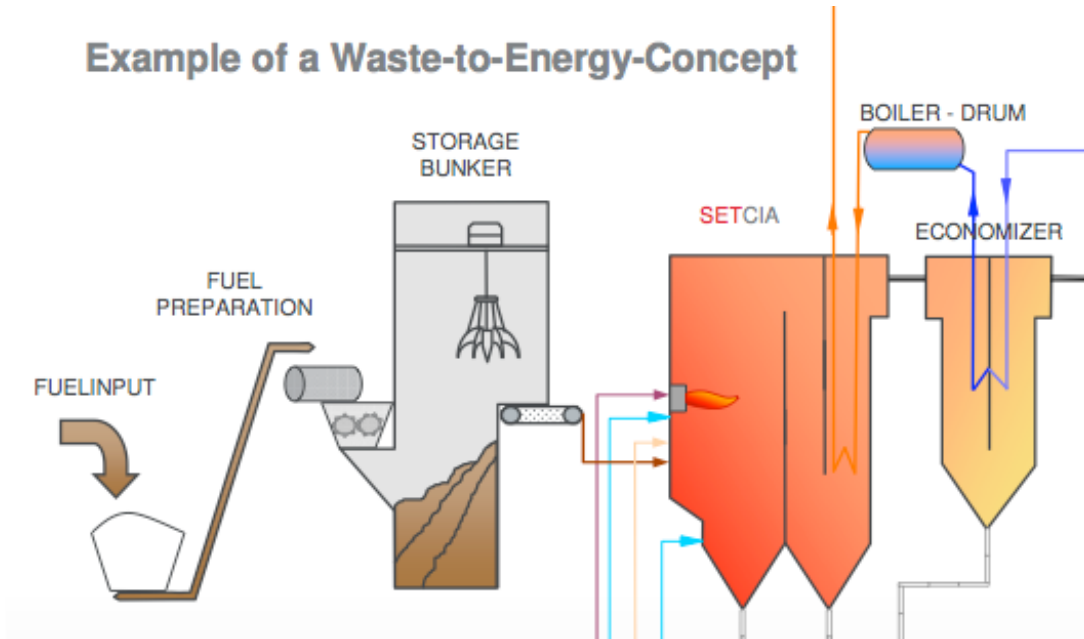 Example of a Waste-to-Energy-Concept
BOILER - DRUM
STORAGE
BUNKER
SETCIA
ECONOMIZER
FUEL
PREPARATION
FUELINPUT